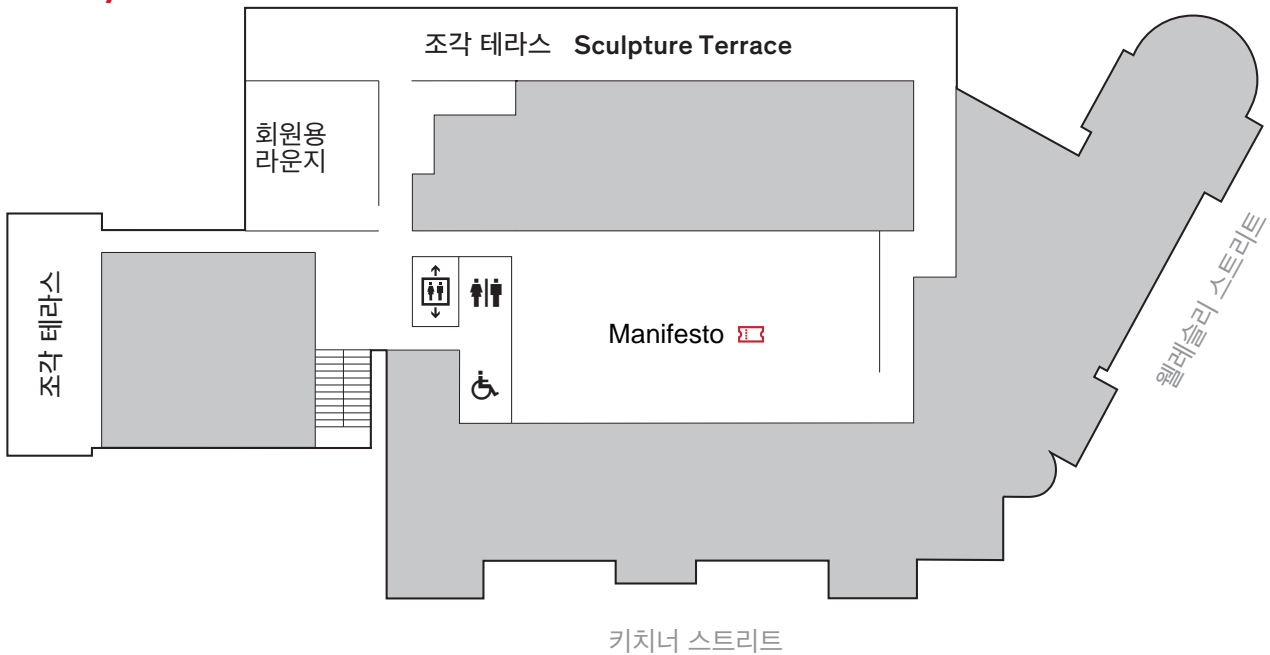 조각 테라스 Sculpture Terrace
회원용
라운지
조각 테라스
Manifesto
웰레슬리 스트리트
키치너 스트리트